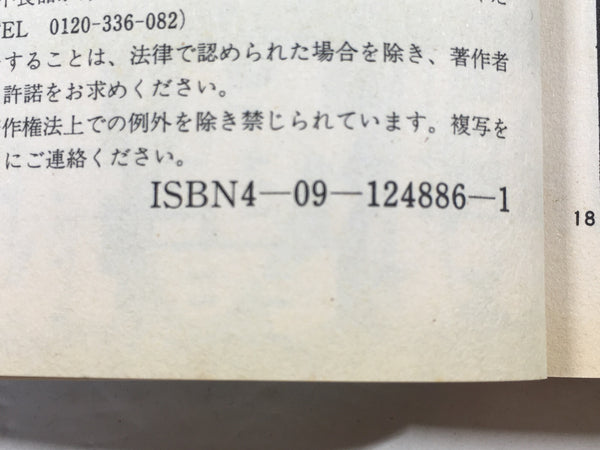 TEL 0120-336-082)
することは、法律で認められた場合を除き、著作者
許諾をお求めください。
作権法上での例外を除き禁じられています。複写を
にご連絡ください。
ISBN4—09—124886—1
18